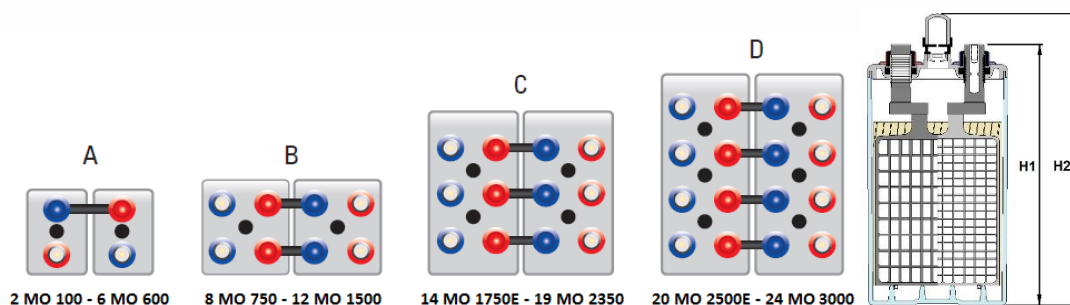 A
B
C
D
H1
H2
2 MO 100 - 6 MO 600
8 MO 750 - 12 MO 1500
14 MO 1750E - 19 MO 2350
20 MO 2500E - 24 MO 3000